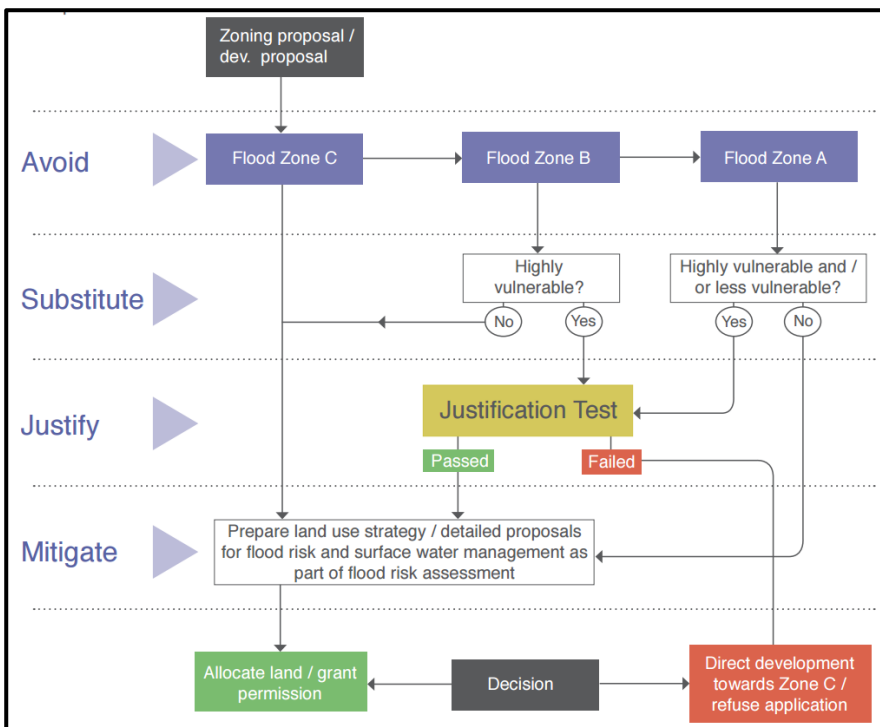 Zoning proposal /
dev. proposal
Avoid
Flood Zone C
Flood Zone B
Flood Zone A
Substitute
Highly
vulnerable?
Highly vulnerable and /
or less vulnerable?
No
Yes
Yes
No
Justify
Justification Test
Passed
Failed
Mitigate
Prepare land use strategy / detailed proposals
for flood risk and surface water management as
part of flood risk assessment
Allocate land / grant
permission
Decision
Direct development
towards Zone C /
refuse application